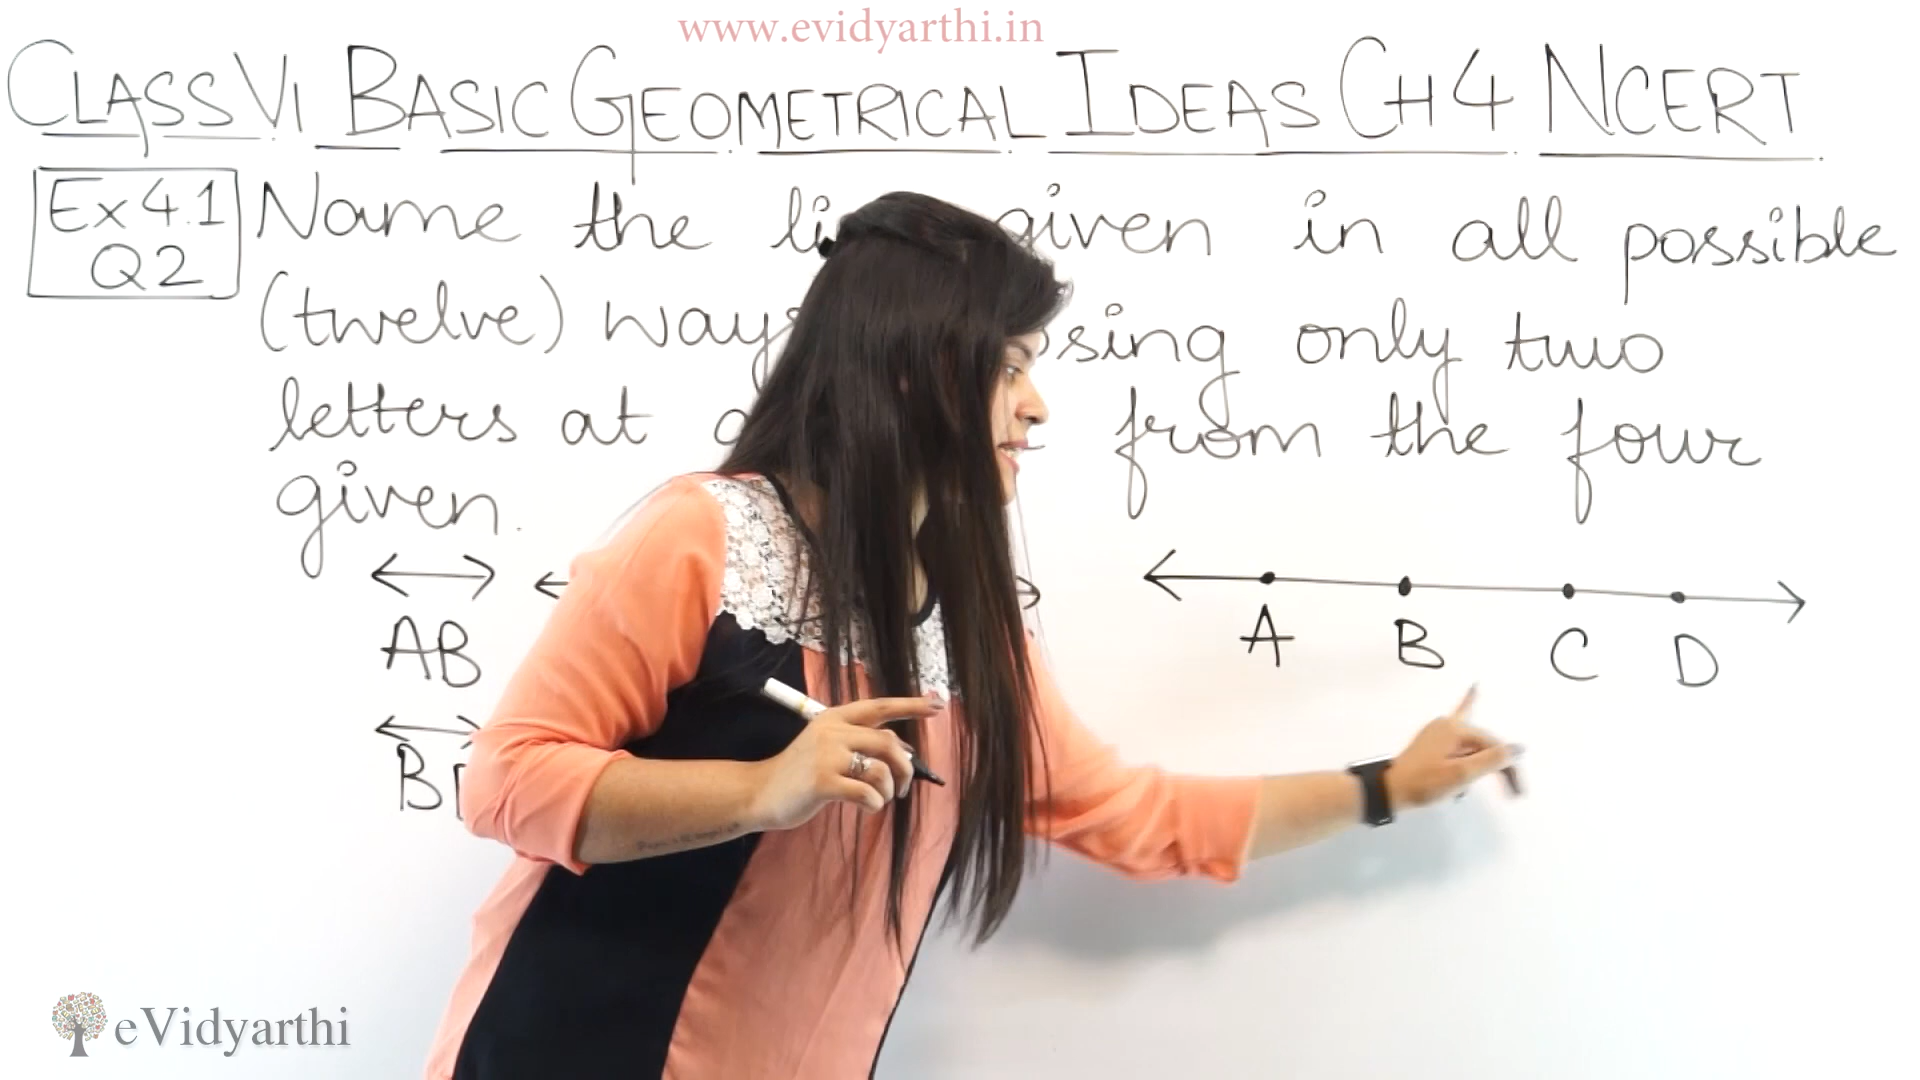 www.evidyarthi.in
CLASS VI BASIC GEOMETRICAL IDEAS CH 4 NCERT
Ex 4.1
Q2
Name the given in all possible
(twelve) only two
letters at from the four
given.
AB
A B C D
eVidyarthi